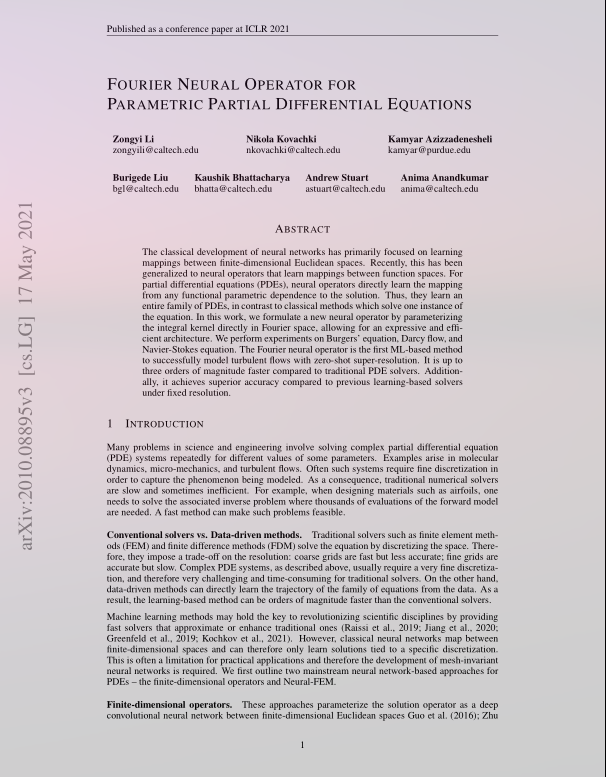 Published as a conference paper at ICLR 2021
FOURIER NEURAL OPERATOR FOR
PARAMETRIC PARTIAL DIFFERENTIAL EQUATIONS
Zongyi Li Nikola Kovachki Kamyar Azizzadenesheli
zongyili@caltech.edu nkovachki@caltech.edu kamyar@purdue.edu
Burigede Liu Kaushik Bhattacharya Andrew Stuart Anima Anandkumar
bgl@caltech.edu bhatta@caltech.edu astuart@caltech.edu anima@caltech.edu
ABSTRACT
The classical development of neural networks has primarily focused on learning
mappings between finite-dimensional Euclidean spaces. Recently, this has been
generalized to neural operators that learn mappings between function spaces. For
partial differential equations (PDEs), neural operators directly learn the mapping
from any functional parametric dependence to the solution. Thus, they learn an
entire family of PDEs, in contrast to classical methods which solve one instance of
the equation. In this work, we formulate a new neural operator by parameterizing
the integral kernel directly in Fourier space, allowing for an expressive and effi-
cient architecture. We perform experiments on Burgers' equation, Darcy flow, and
Navier-Stokes equation. The Fourier neural operator is the first ML-based method
to successfully model turbulent flows with zero-shot super-resolution. It is up to
three orders of magnitude faster compared to traditional PDE solvers. Addition-
ally, it achieves superior accuracy compared to previous learning-based solvers
under fixed resolution.
1 INTRODUCTION
Many problems in science and engineering involve solving complex partial differential equation
(PDE) systems repeatedly for different values of some parameters. Examples arise in molecular
dynamics, micro-mechanics, and turbulent flows. Often such systems require fine discretization in
order to capture the phenomenon being modeled. As a consequence, traditional numerical solvers
are slow and sometimes inefficient. For example, when designing materials such as airfoils, one
needs to solve the associated inverse problem where thousands of evaluations of the forward model
are needed. A fast method can make such problems feasible.
Conventional solvers vs. Data-driven methods. Traditional solvers such as finite element meth-
ods (FEM) and finite difference methods (FDM) solve the equation by discretizing the space. There-
fore, they impose a trade-off on the resolution: coarse grids are fast but less accurate; fine grids are
accurate but slow. Complex PDE systems, as described above, usually require a very fine discretiza-
tion, and therefore very challenging and time-consuming for traditional solvers. On the other hand,
data-driven methods can directly learn the trajectory of the family of equations from the data. As a
result, the learning-based method can be orders of magnitude faster than the conventional solvers.
Machine learning methods may hold the key to revolutionizing scientific disciplines by providing
fast solvers that approximate or enhance traditional ones (Raissi et al., 2019; Jiang et al., 2020;
Greenfeld et al., 2019; Kochkov et al., 2021). However, classical neural networks map between
finite-dimensional spaces and can therefore only learn solutions tied to a specific discretization.
This is often a limitation for practical applications and therefore the development of mesh-invariant
neural networks is required. We first outline two mainstream neural network-based approaches for
PDEs – the finite-dimensional operators and Neural-FEM.
Finite-dimensional operators. These approaches parameterize the solution operator as a deep
convolutional neural network between finite-dimensional Euclidean spaces Guo et al. (2016); Zhu
1
arXiv:2010.08895v3 [cs.LG] 17 May 2021